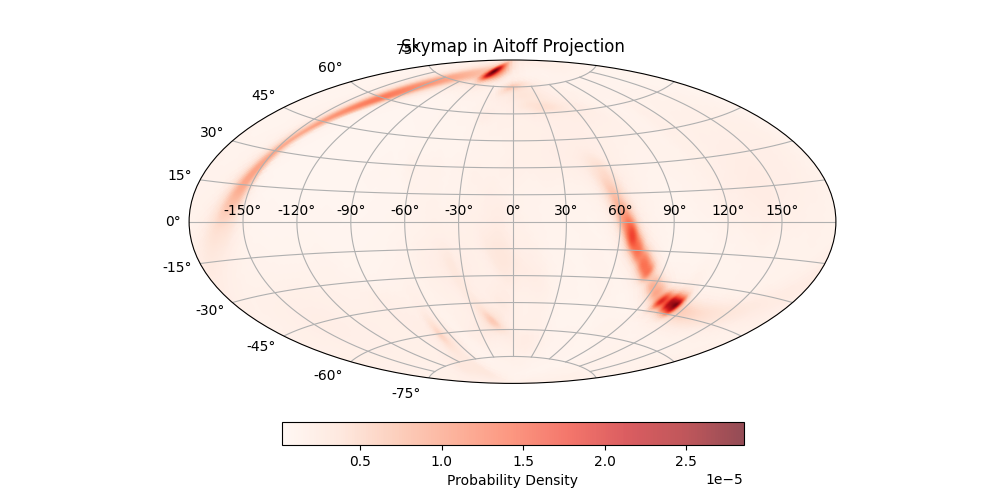 Skymap in Aitoff Projection
75°
60°
45°
30°
15°
-150° -120° -90° -60° -30° 0° 30° 60° 90° 120° 150°
0°
-15°
-30°
-45°
-60°
-75°
0.5 1.0 1.5 2.0 2.5
1e−5
Probability Density